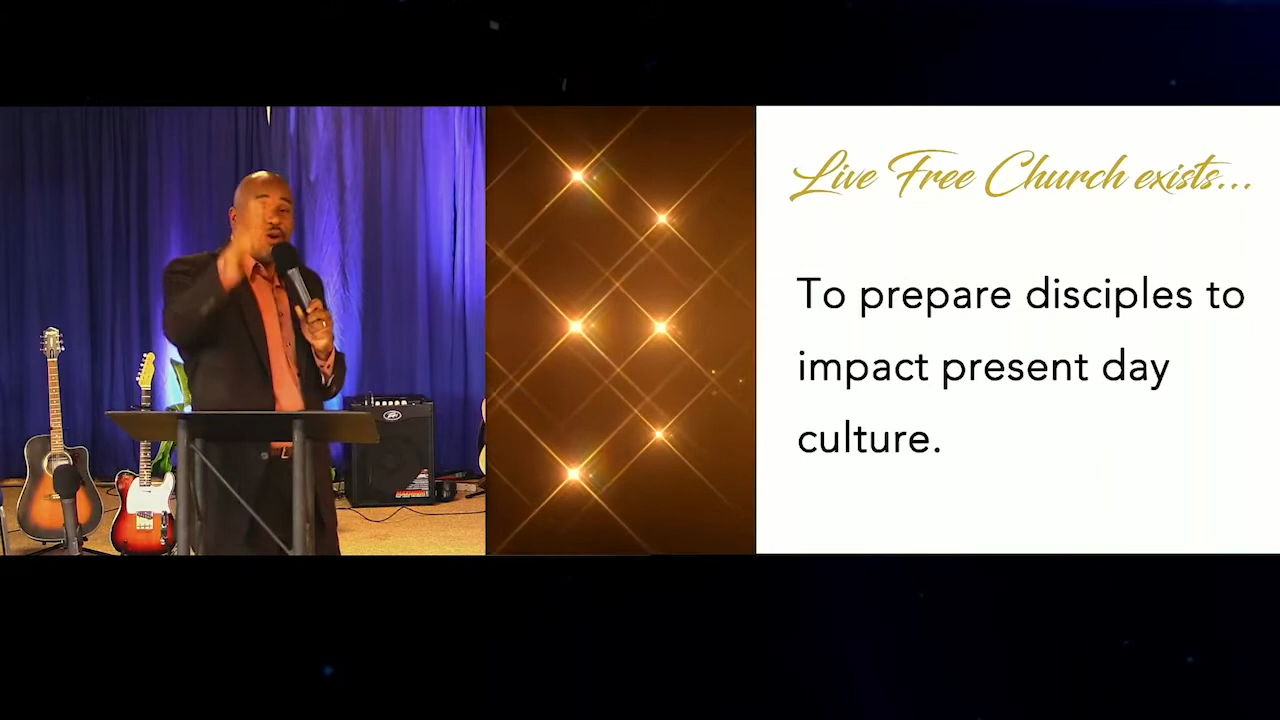 Live Free Church exists...
To prepare disciples to
impact present day
culture.